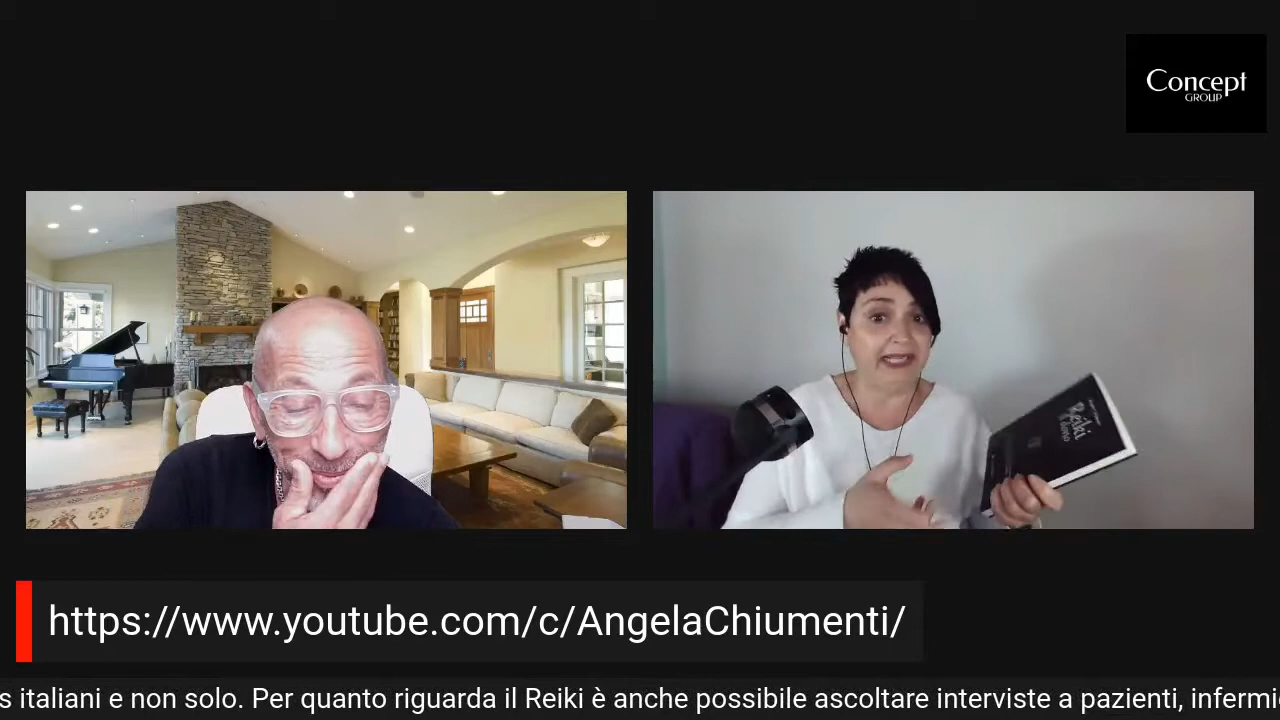 Concept
GROUP
Reiki
https://www.youtube.com/c/AngelaChiumenti/
s italiani e non solo. Per quanto riguarda il Reiki è anche possibile ascoltare interviste a pazienti, infermi